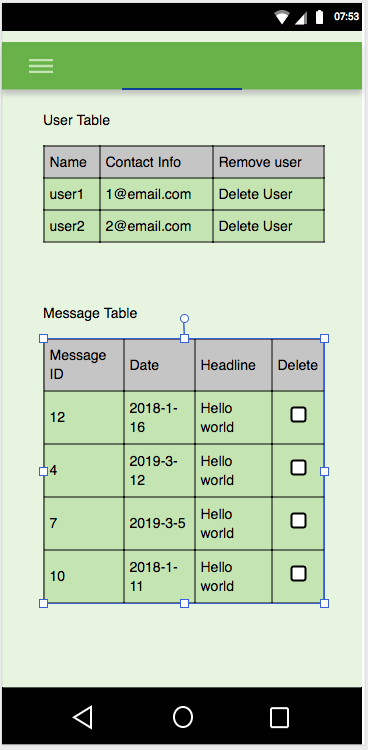 07:53
User Table
Name Contact Info Remove user
user1 1@email.com Delete User
user2 2@email.com Delete User
Message Table
Message ID Date Headline Delete
12 2018-1-16 Hello world
4 2019-3-12 Hello world
7 2019-3-5 Hello world
10 2018-1-11 Hello world